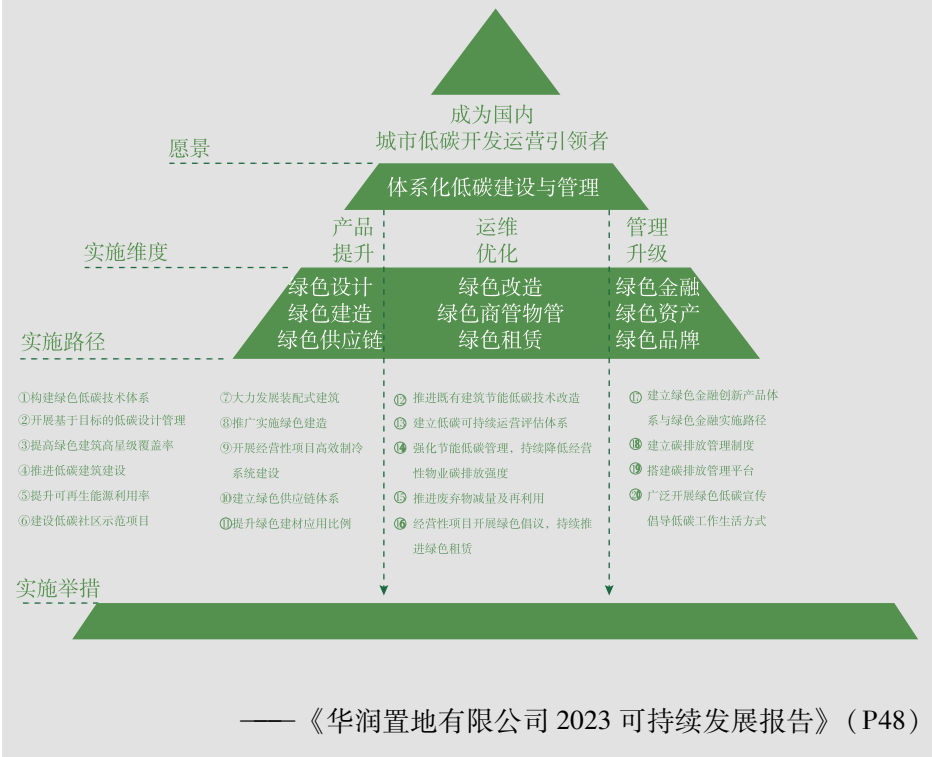 成为国内
城市低碳开发运营引领者
愿景
体系化低碳建设与管理
产品
提升
运维
优化
管理
升级
实施维度
绿色设计
绿色建造
绿色供应链
绿色改造
绿色商管物管
绿色租赁
绿色金融
绿色资产
绿色品牌
实施路径
①构建绿色低碳技术体系
②开展基于目标的低碳设计管理
③提高绿色建筑高星级覆盖率
④推进低碳建筑建设
⑤提升可再生能源利用率
⑥建设低碳社区示范项目
⑦大力发展装配式建筑
⑧推广实施绿色建造
⑨开展经营性项目高效制冷
系统建设
⑩建立绿色供应链体系
⑪提升绿色建材应用比例
⑫ 推进既有建筑节能低碳技术改造
⑬ 建立低碳可持续运营评估体系
⑭ 强化节能低碳管理、持续降低经营
性物业碳排放强度
⑮ 推进废弃物减量及再利用
⑯ 经营性项目开展绿色倡议，持续推
进绿色租赁
⑰ 建立绿色金融创新产品体
系与绿色金融实施路径
⑱ 建立碳排放管理制度
⑲ 搭建碳排放管理平台
⑳ 广泛开展绿色低碳宣传
倡导低碳工作生活方式
实施举措
——《华润置地有限公司 2023 可持续发展报告》（P48）